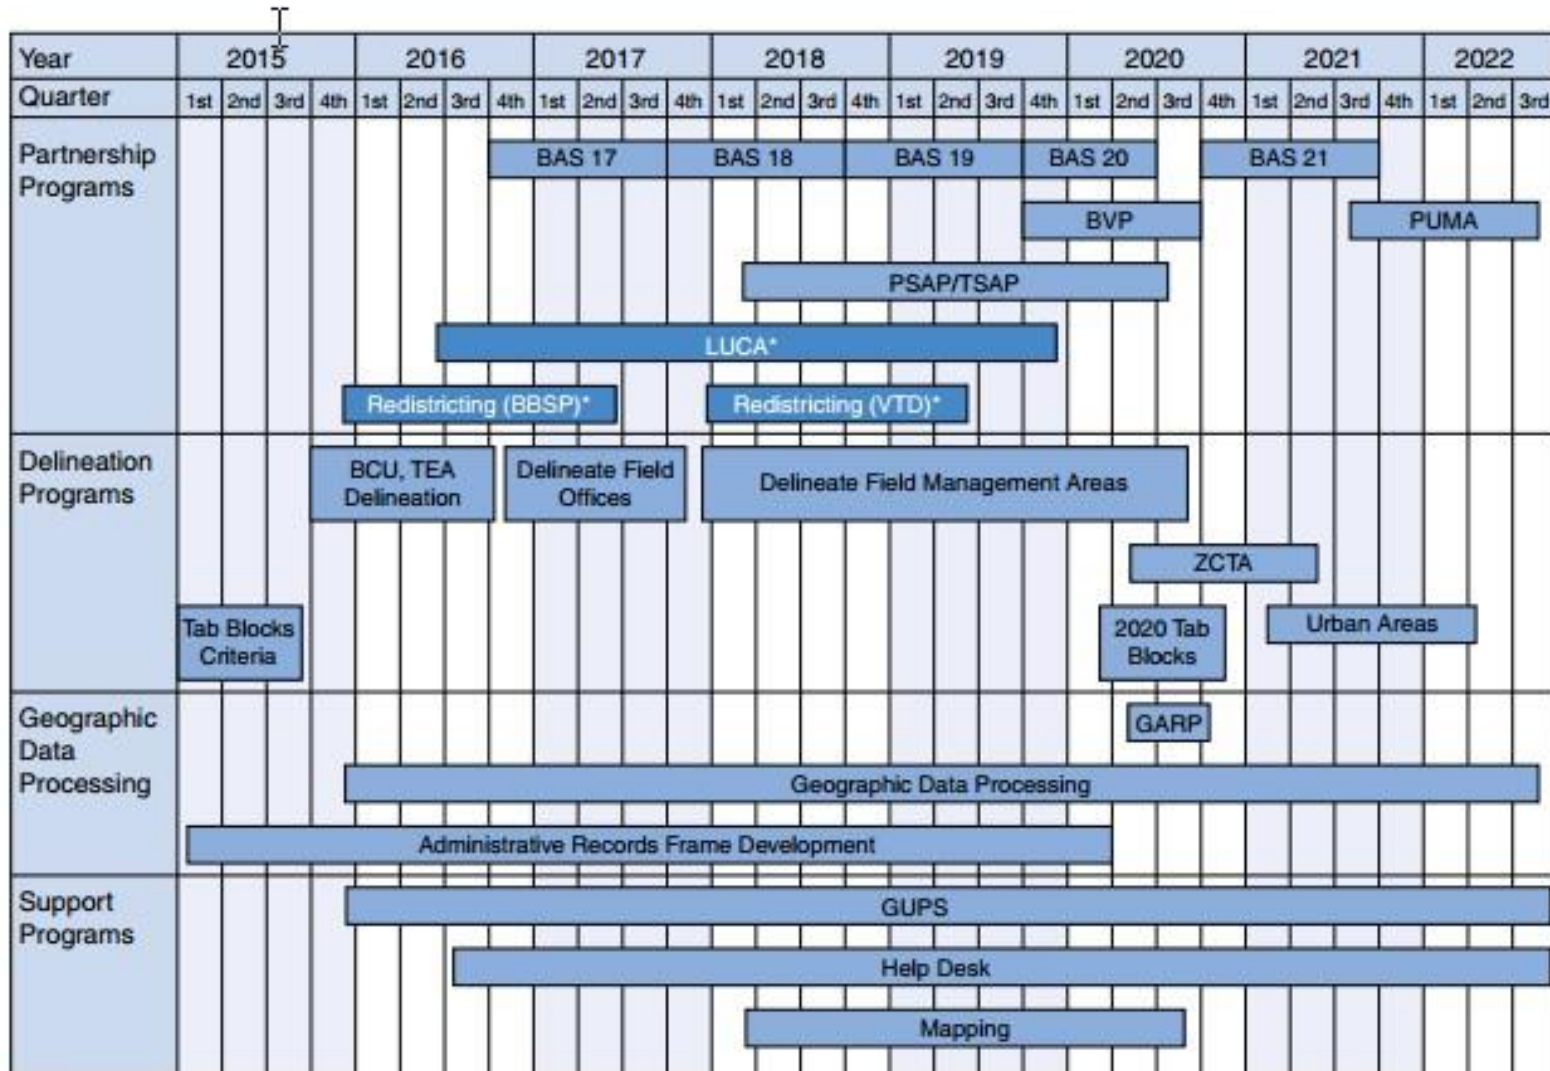 Year 2015 2016 2017 2018 2019 2020 2021 2022
Quarter 1st 2nd 3rd 4th 1st 2nd 3rd 4th 1st 2nd 3rd 4th 1st 2nd 3rd 4th 1st 2nd 3rd 4th 1st 2nd 3rd 4th 1st 2nd 3rd 4th 1st 2nd 3rd
Partnership
Programs
BAS 17 BAS 18 BAS 19 BAS 20 BAS 21
BVP PUMA
PSAP/TSAP
LUCA*
Redistricting (BBSP)* Redistricting (VTD)*
Delineation
Programs
BCU, TEA
Delineation
Delineate Field
Offices
Delineate Field Management Areas
ZCTA
Tab Blocks
Criteria
2020 Tab
Blocks
Urban Areas
Geographic
Data
Processing
GARP
Geographic Data Processing
Administrative Records Frame Development
Support
Programs
GUPS
Help Desk
Mapping